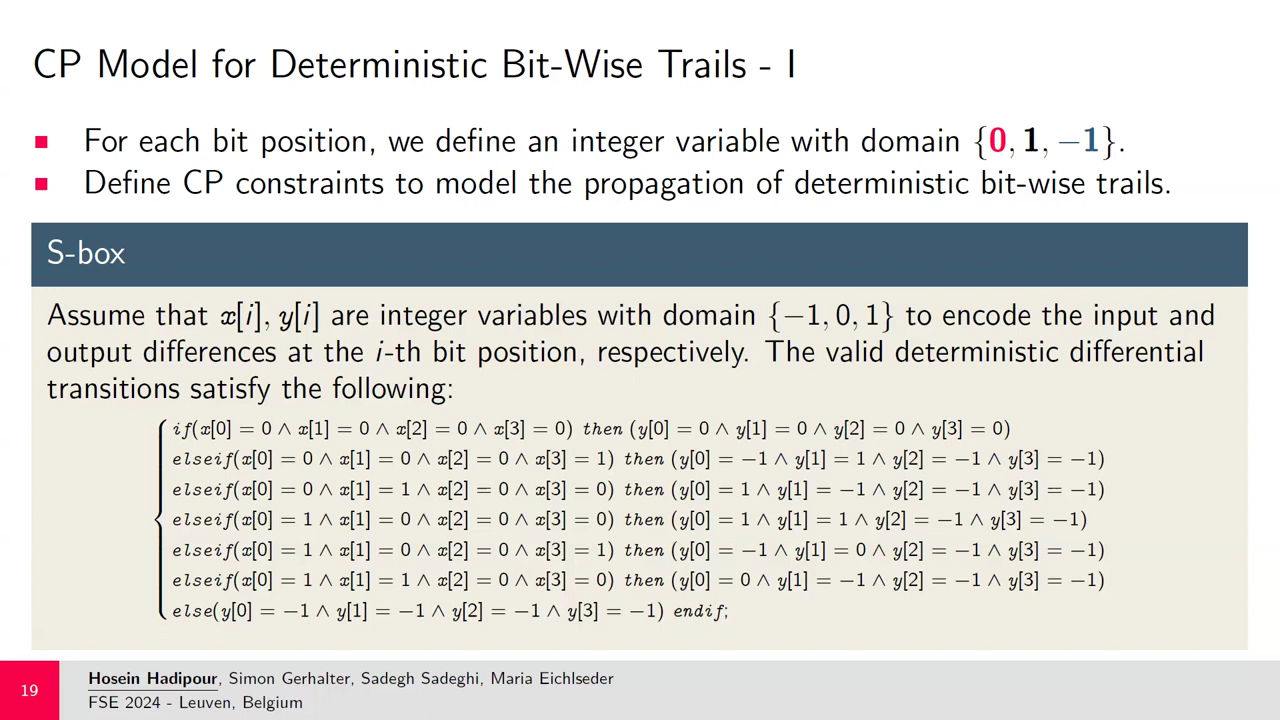 CP Model for Deterministic Bit-Wise Trails - I
For each bit position, we define an integer variable with domain {0, 1, −1}.
Define CP constraints to model the propagation of deterministic bit-wise trails.
S-box
Assume that x[i], y[i] are integer variables with domain {−1, 0, 1} to encode the input and
output differences at the i-th bit position, respectively. The valid deterministic differential
transitions satisfy the following:
if(x[0] = 0 ∧ x[1] = 0 ∧ x[2] = 0 ∧ x[3] = 0) then (y[0] = 0 ∧ y[1] = 0 ∧ y[2] = 0 ∧ y[3] = 0)
elseif(x[0] = 0 ∧ x[1] = 0 ∧ x[2] = 0 ∧ x[3] = 1) then (y[0] = −1 ∧ y[1] = 1 ∧ y[2] = −1 ∧ y[3] = −1)
elseif(x[0] = 0 ∧ x[1] = 1 ∧ x[2] = 0 ∧ x[3] = 0) then (y[0] = 1 ∧ y[1] = −1 ∧ y[2] = −1 ∧ y[3] = −1)
elseif(x[0] = 1 ∧ x[1] = 0 ∧ x[2] = 0 ∧ x[3] = 0) then (y[0] = 1 ∧ y[1] = 1 ∧ y[2] = −1 ∧ y[3] = −1)
elseif(x[0] = 1 ∧ x[1] = 0 ∧ x[2] = 0 ∧ x[3] = 1) then (y[0] = −1 ∧ y[1] = 0 ∧ y[2] = −1 ∧ y[3] = −1)
elseif(x[0] = 1 ∧ x[1] = 1 ∧ x[2] = 0 ∧ x[3] = 0) then (y[0] = 0 ∧ y[1] = −1 ∧ y[2] = −1 ∧ y[3] = −1)
else(y[0] = −1 ∧ y[1] = −1 ∧ y[2] = −1 ∧ y[3] = −1) endif;
19
Hosein Hadipour, Simon Gerhalter, Sadegh Sadeghi, Maria Eichlseder
FSE 2024 - Leuven, Belgium